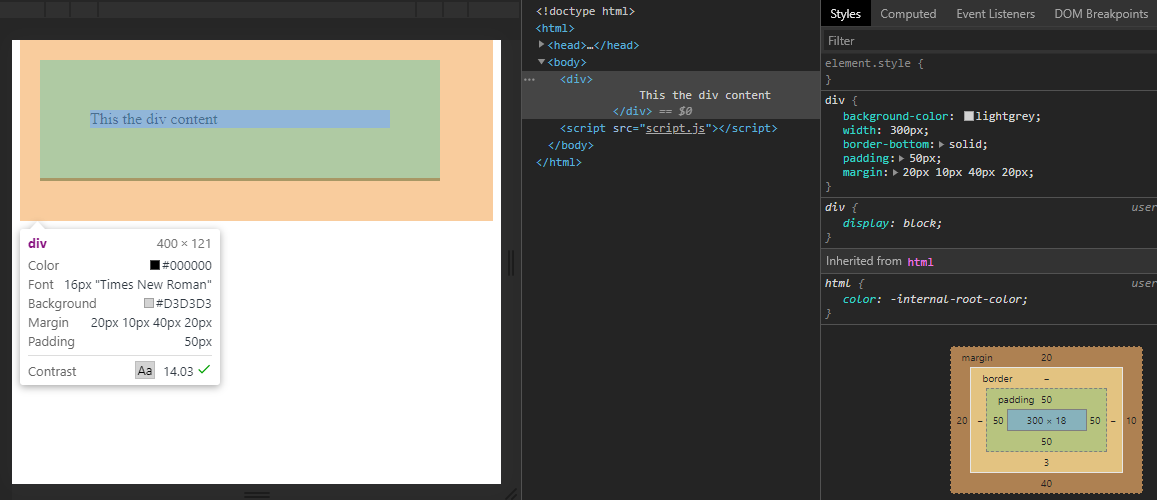 This the div content
div 400 × 121
Color #000000
Font 16px "Times New Roman"
Background #D3D3D3
Margin 20px 10px 40px 20px
Padding 50px
Contrast Aa 14.03
<!doctype html>
<html>
<head>…</head>
<body>
<div>
This the div content
</div> == $0
<script src="script.js"></script>
</body>
</html>
Styles Computed Event Listeners DOM Breakpoints
Filter
element.style {
}
div {
background-color: lightgrey;
width: 300px;
border-bottom: solid;
padding: 50px;
margin: 20px 10px 40px 20px;
}
div { user
display: block;
}
Inherited from html
html { user
color: -internal-root-color;
}
margin 20
border –
padding 50
20 – 50 300 × 18 50 – 10
50
3
40